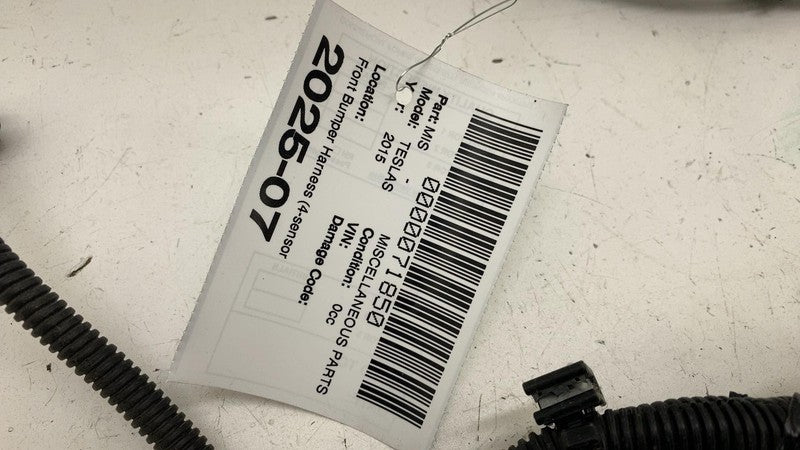 0000071850
Part: MIS - MISCELLANEOUS PARTS
Model: TESLAS Condition: 0cc
Y r: 2015 VIN:
Damage Code:
Location:
Front Bumper Harness (4-sensor
2025-07